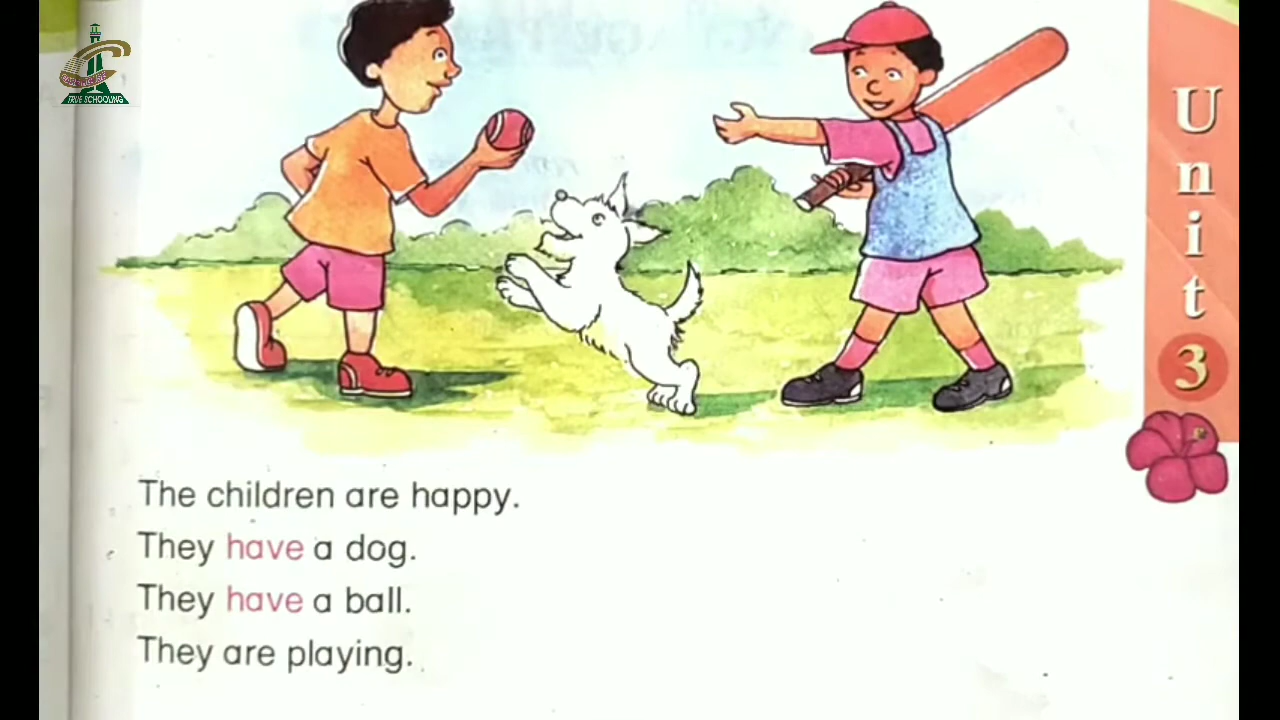 TRUE SCHOOLING
Unit
3
The children are happy.
They have a dog.
They have a ball.
They are playing.